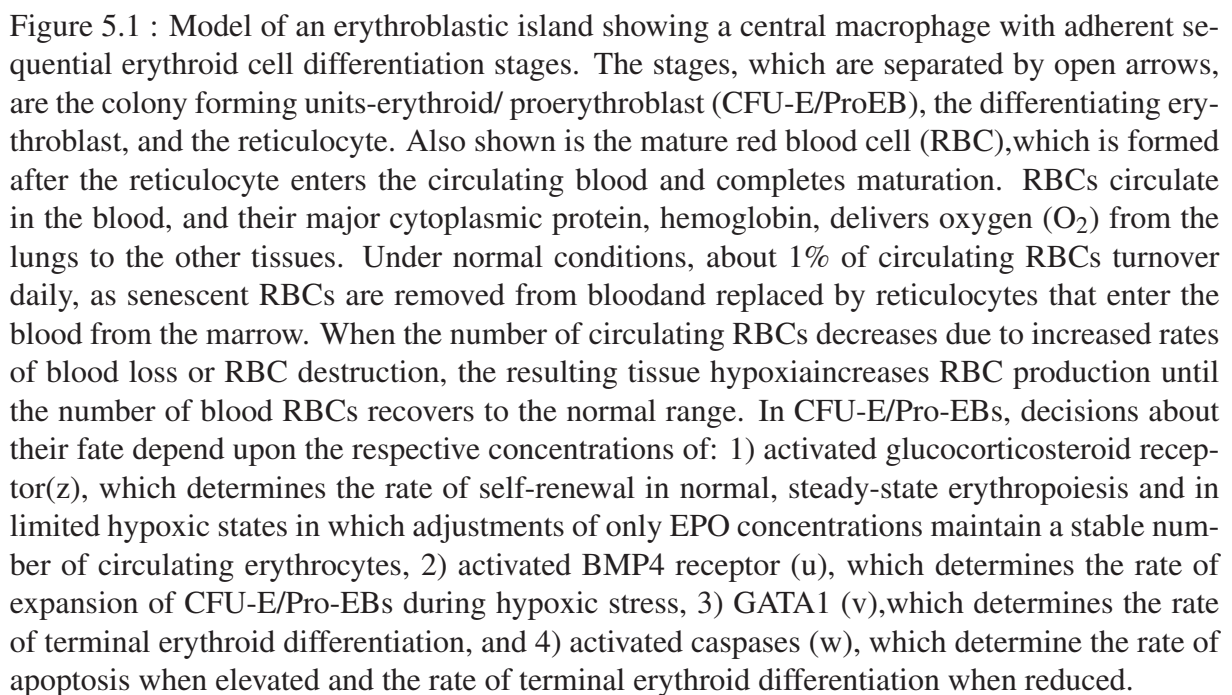 Figure 5.1 : Model of an erythroblastic island showing a central macrophage with adherent se-
quential erythroid cell differentiation stages. The stages, which are separated by open arrows,
are the colony forming units-erythroid/ proerythroblast (CFU-E/ProEB), the differentiating ery-
throblast, and the reticulocyte. Also shown is the mature red blood cell (RBC),which is formed
after the reticulocyte enters the circulating blood and completes maturation. RBCs circulate
in the blood, and their major cytoplasmic protein, hemoglobin, delivers oxygen (O₂) from the
lungs to the other tissues. Under normal conditions, about 1% of circulating RBCs turnover
daily, as senescent RBCs are removed from bloodand replaced by reticulocytes that enter the
blood from the marrow. When the number of circulating RBCs decreases due to increased rates
of blood loss or RBC destruction, the resulting tissue hypoxiaincreases RBC production until
the number of blood RBCs recovers to the normal range. In CFU-E/Pro-EBs, decisions about
their fate depend upon the respective concentrations of: 1) activated glucocorticosteroid recep-
tor(z), which determines the rate of self-renewal in normal, steady-state erythropoiesis and in
limited hypoxic states in which adjustments of only EPO concentrations maintain a stable num-
ber of circulating erythrocytes, 2) activated BMP4 receptor (u), which determines the rate of
expansion of CFU-E/Pro-EBs during hypoxic stress, 3) GATA1 (v),which determines the rate
of terminal erythroid differentiation, and 4) activated caspases (w), which determine the rate of
apoptosis when elevated and the rate of terminal erythroid differentiation when reduced.